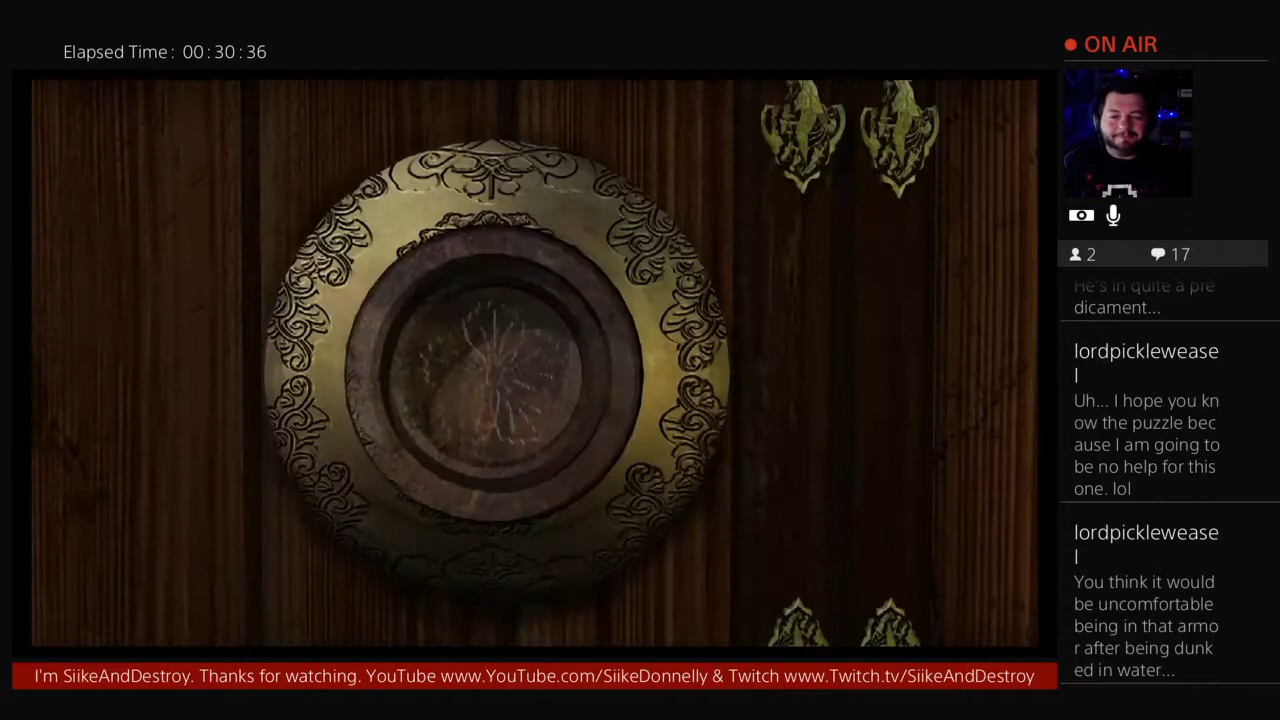 Elapsed Time: 00:30:36
ON AIR
2 17
He's in quite a pre
dicament...
lordpicklewease
l
Uh... I hope you kn
ow the puzzle bec
ause I am going to
be no help for this
one. lol
lordpicklewease
l
You think it would
be uncomfortable
being in that armo
r after being dunk
ed in water...
I'm SiikeAndDestroy. Thanks for watching. YouTube www.YouTube.com/SiikeDonnelly & Twitch www.Twitch.tv/SiikeAndDestroy